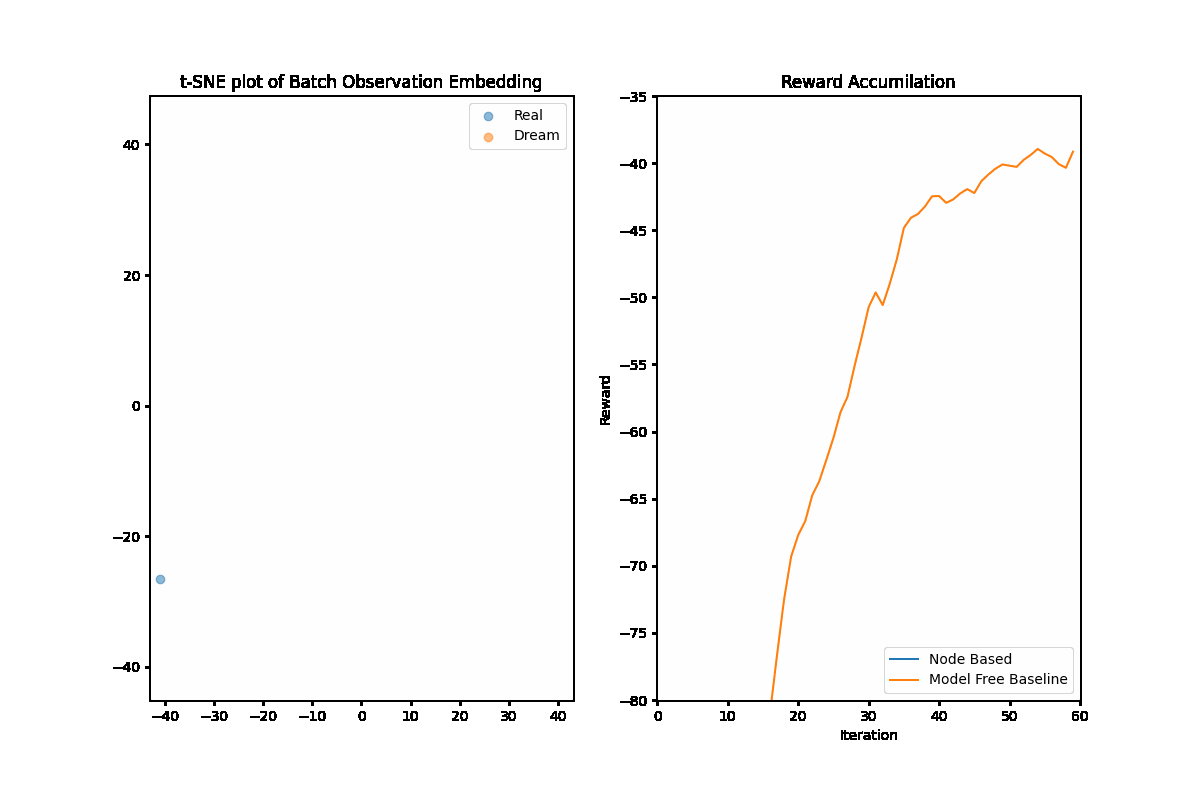 t-SNE plot of Batch Observation Embedding
Real
Dream
40
20
0
−20
−40
−40 −30 −20 −10 0 10 20 30 40
Reward Accumilation
−35
−40
−45
−50
−55
−60
−65
−70
−75
−80
Reward
Node Based
Model Free Baseline
0 10 20 30 40 50 60
Iteration